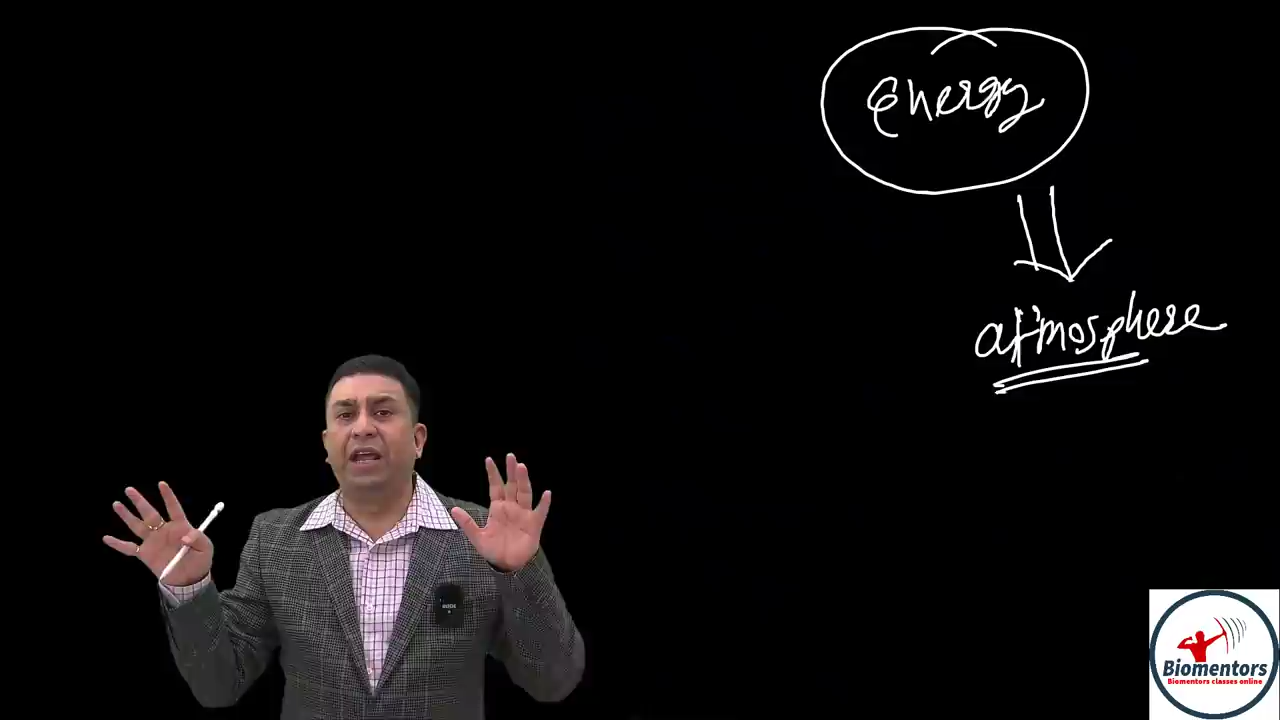 energy
atmosphere
Biomentors
Biomentors classes online